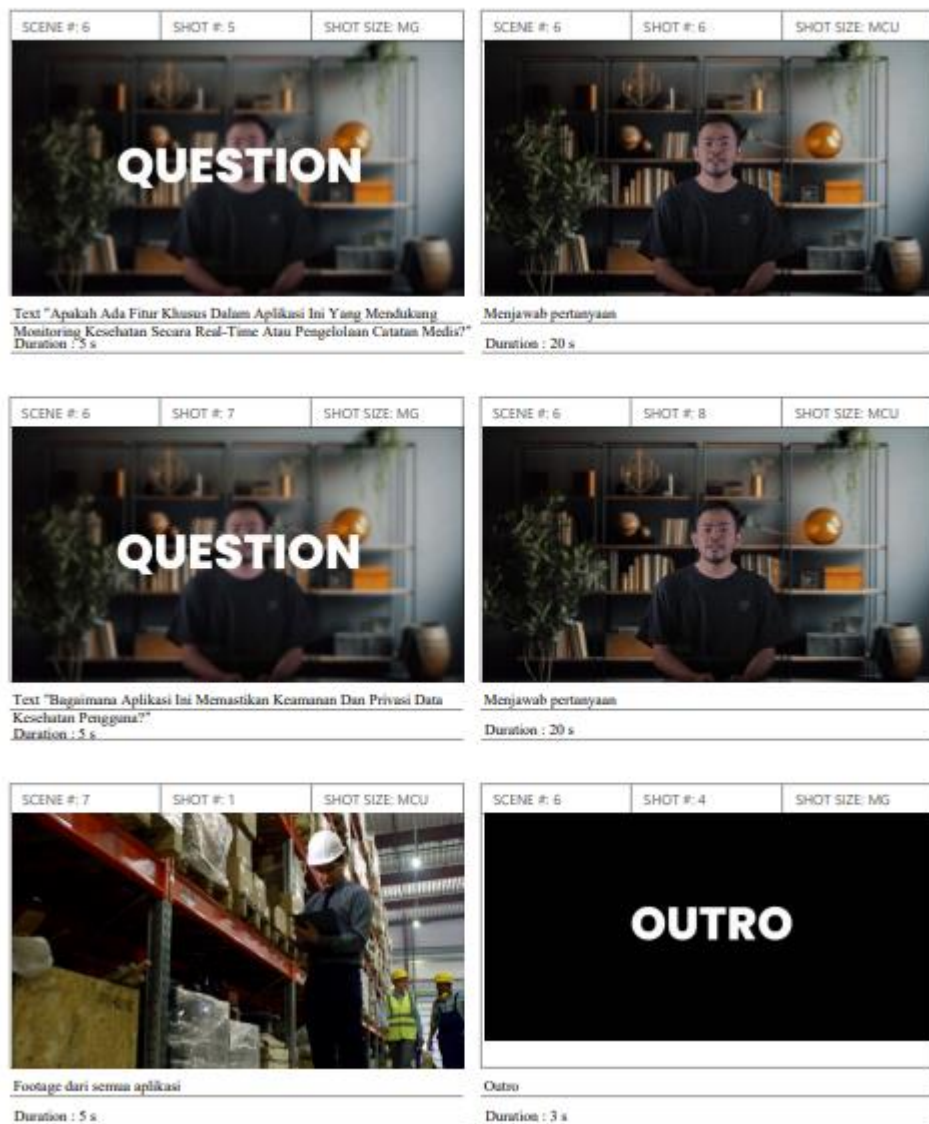 SCENE #: 6 SHOT #: 5 SHOT SIZE: MG
QUESTION
Text "Apakah Ada Fitur Khusus Dalam Aplikasi Ini Yang Mendukung
Monitoring Kesehatan Secara Real-Time Atau Pengelolaan Catatan Medis?"
Duration : 5 s
SCENE #: 6 SHOT #: 6 SHOT SIZE: MCU
Menjawab pertanyaan
Duration : 20 s
SCENE #: 6 SHOT #: 7 SHOT SIZE: MG
QUESTION
Text "Bagaimana Aplikasi Ini Memastikan Keamanan Dan Privasi Data
Kesehatan Pengguna?"
Duration : 5 s
SCENE #: 6 SHOT #: 8 SHOT SIZE: MCU
Menjawab pertanyaan
Duration : 20 s
SCENE #: 7 SHOT #: 1 SHOT SIZE: MCU
Footage dari semua aplikasi
Duration : 5 s
SCENE #: 6 SHOT #: 4 SHOT SIZE: MG
OUTRO
Outro
Duration : 3 s